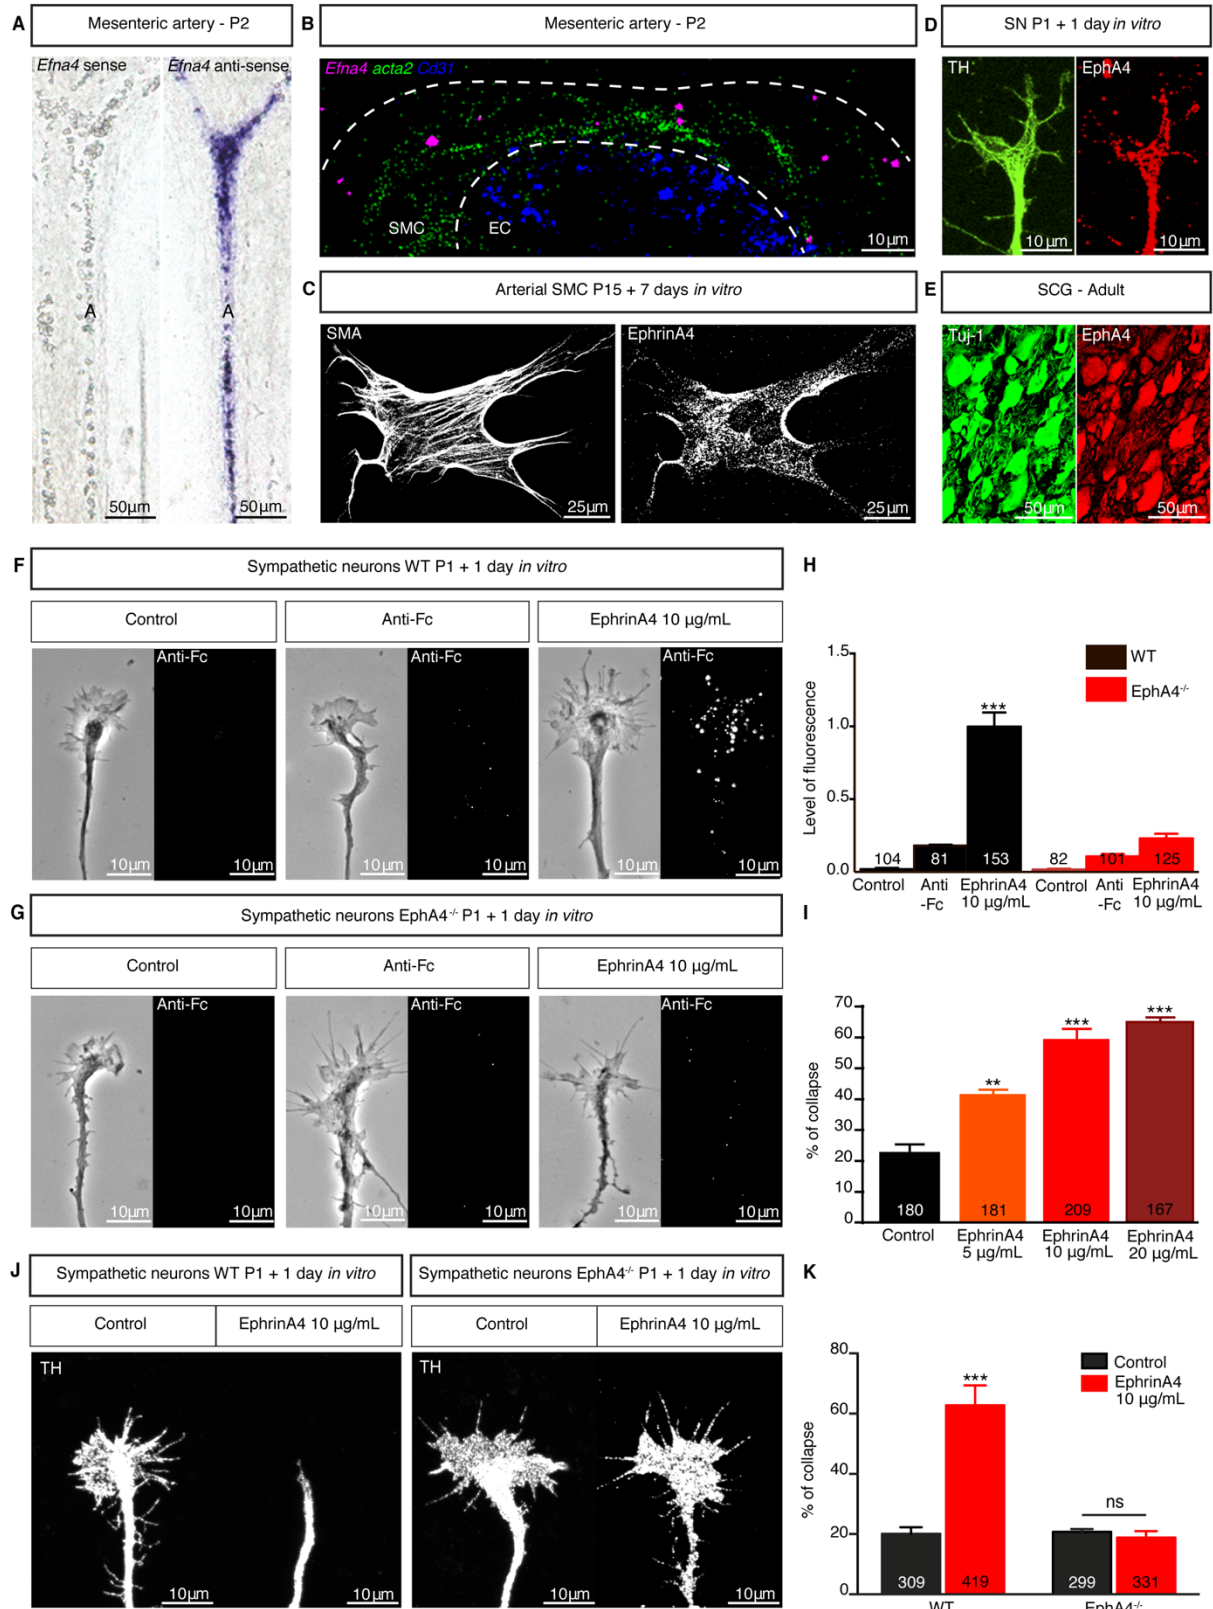 A
Mesenteric artery - P2
Efna4 sense
Efna4 anti-sense
A
A
50µm
50µm
B
Mesenteric artery - P2
Efna4 acta2 Cd31
SMC
EC
10µm
C
Arterial SMC P15 + 7 days in vitro
SMA
EphrinA4
25µm
25µm
D
SN P1 + 1 day in vitro
TH
EphA4
10µm
10µm
E
SCG - Adult
Tuj-1
EphA4
50µm
50µm
F
Sympathetic neurons WT P1 + 1 day in vitro
Control
Anti-Fc
EphrinA4 10 µg/mL
Anti-Fc
Anti-Fc
Anti-Fc
10µm
10µm
10µm
10µm
10µm
10µm
G
Sympathetic neurons EphA4-/- P1 + 1 day in vitro
Control
Anti-Fc
EphrinA4 10 µg/mL
Anti-Fc
Anti-Fc
Anti-Fc
10µm
10µm
10µm
10µm
10µm
10µm
H
Level of fluorescence
1.5
1.0
0.5
0.0
WT
EphA4-/-
***
104
81
153
82
101
125
Control
Anti
-Fc
EphrinA4
10 µg/mL
Control
Anti
-Fc
EphrinA4
10 µg/mL
I
% of collapse
70
60
50
40
30
20
10
0
**
***
***
180
181
209
167
Control
EphrinA4
5 µg/mL
EphrinA4
10 µg/mL
EphrinA4
20 µg/mL
J
Sympathetic neurons WT P1 + 1 day in vitro
Sympathetic neurons EphA4-/- P1 + 1 day in vitro
Control
EphrinA4 10 µg/mL
Control
EphrinA4 10 µg/mL
TH
TH
10µm
10µm
10µm
10µm
K
% of collapse
80
60
40
20
0
Control
EphrinA4
10 µg/mL
***
ns
309
419
299
331
WT
EphA4-/-